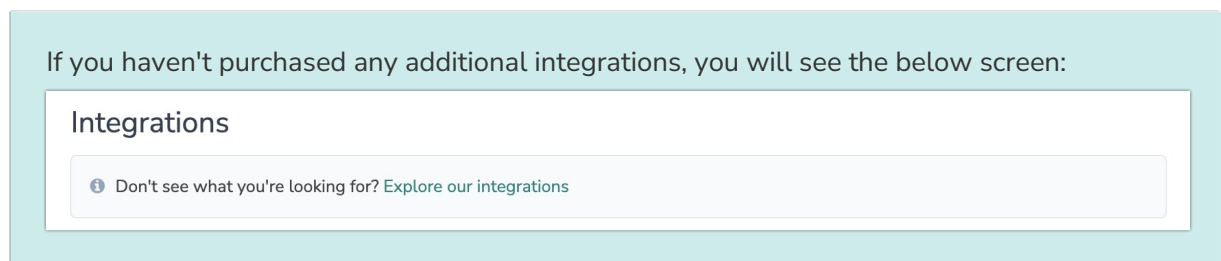 If you haven't purchased any additional integrations, you will see the below screen:
Integrations
Don't see what you're looking for? Explore our integrations